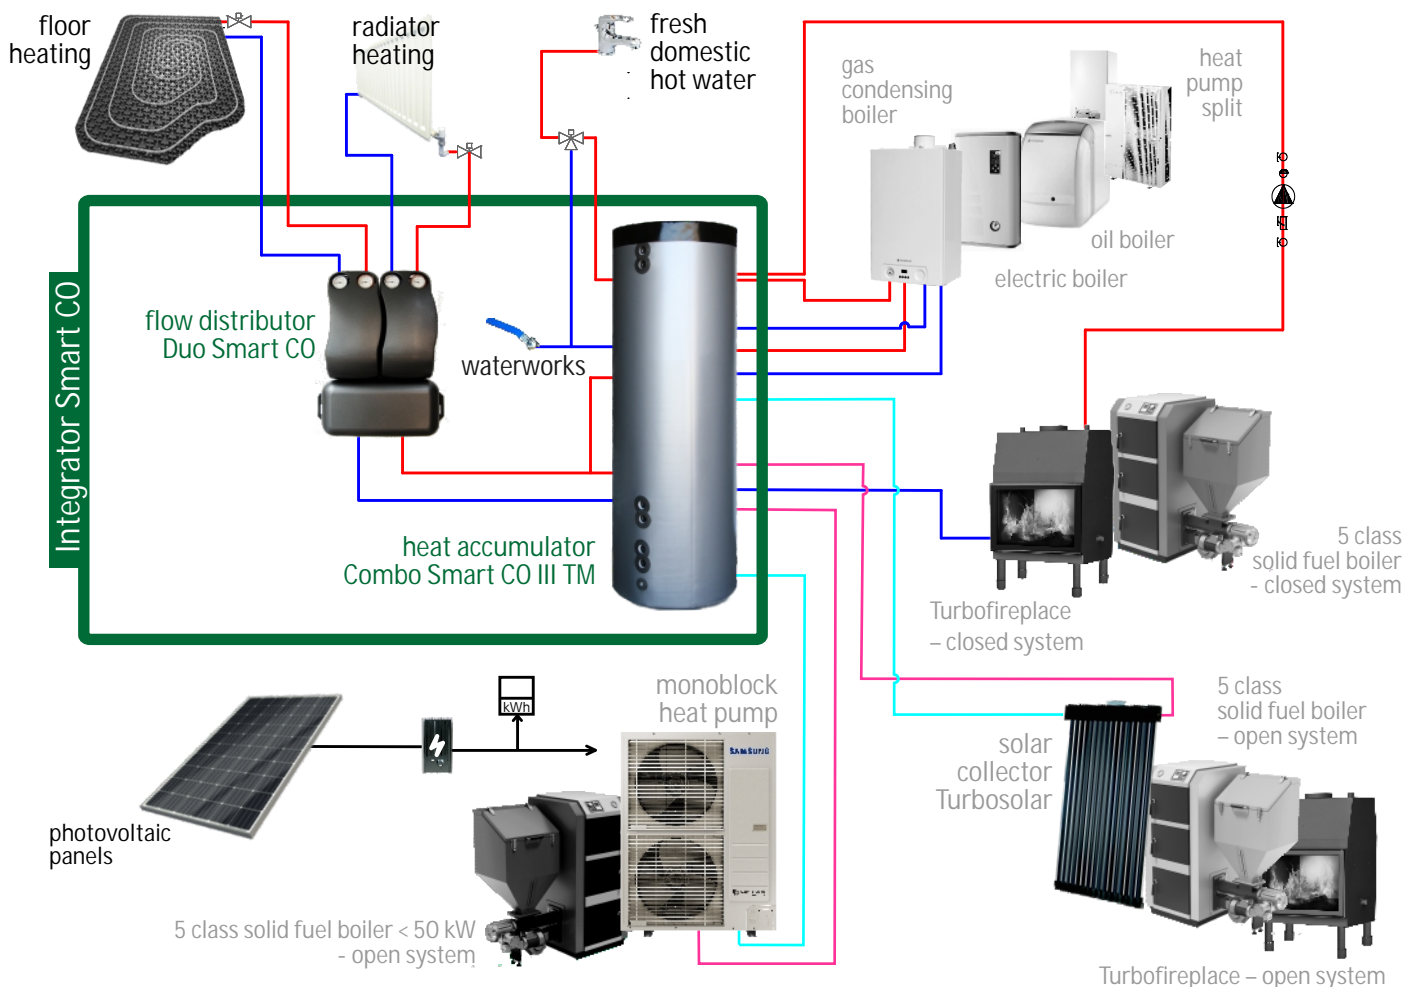 floor
heating
radiator
heating
fresh
domestic
hot water
gas
condensing
boiler
heat
pump
split
oil boiler
electric boiler
Integrator Smart CO
flow distributor
Duo Smart CO
waterworks
heat accumulator
Combo Smart CO III TM
5 class
solid fuel boiler
- closed system
Turbofireplace
– closed system
kWh
monoblock
heat pump
SAMSUNG
photovoltaic
panels
5 class solid fuel boiler < 50 kW
- open system
solar
collector
Turbosolar
5 class
solid fuel boiler
– open system
Turbofireplace – open system